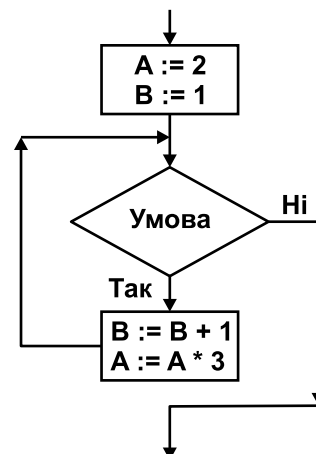 A := 2
B := 1
Умова
Ні
Так
B := B + 1
A := A * 3